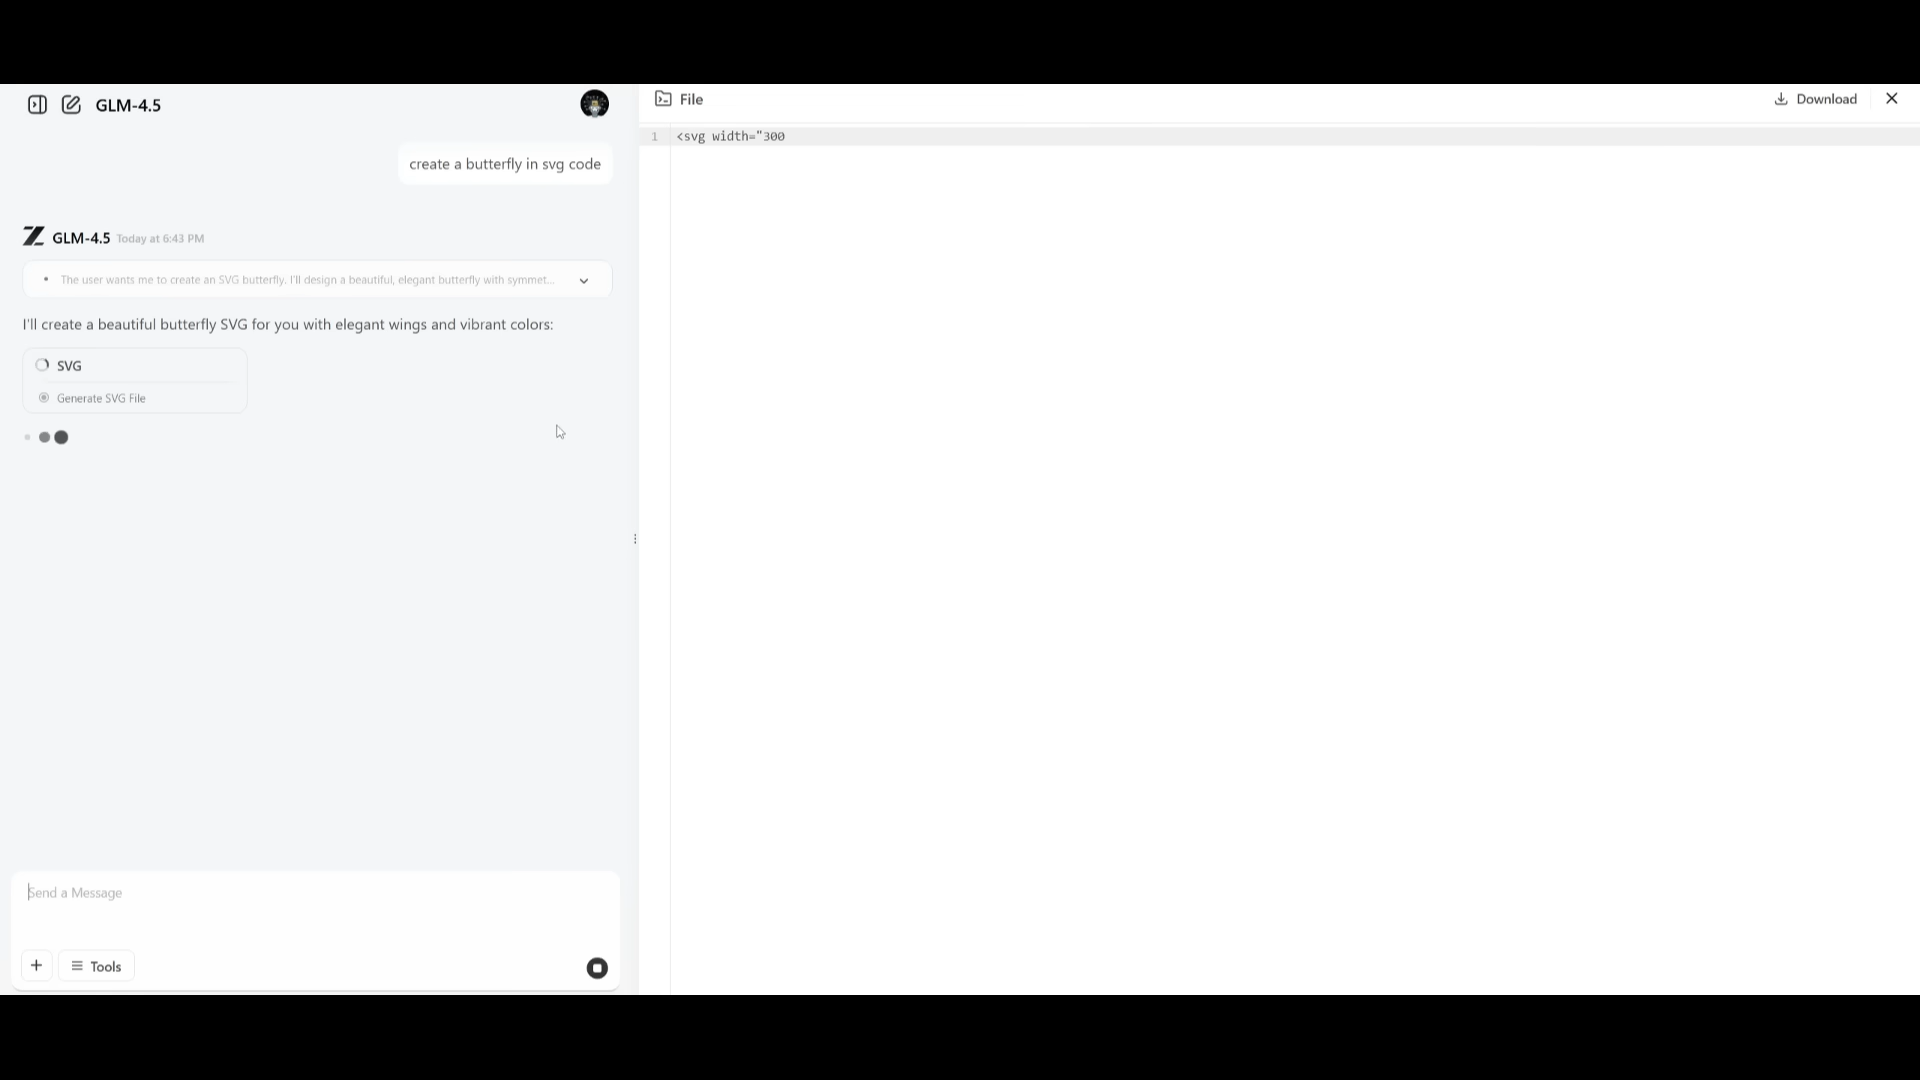 GLM-4.5
create a butterfly in svg code
GLM-4.5 Today at 6:43 PM
The user wants me to create an SVG butterfly. I'll design a beautiful, elegant butterfly with symmet...
I'll create a beautiful butterfly SVG for you with elegant wings and vibrant colors:
SVG
Generate SVG File
Send a Message
Tools
File
Download
1 <svg width="300